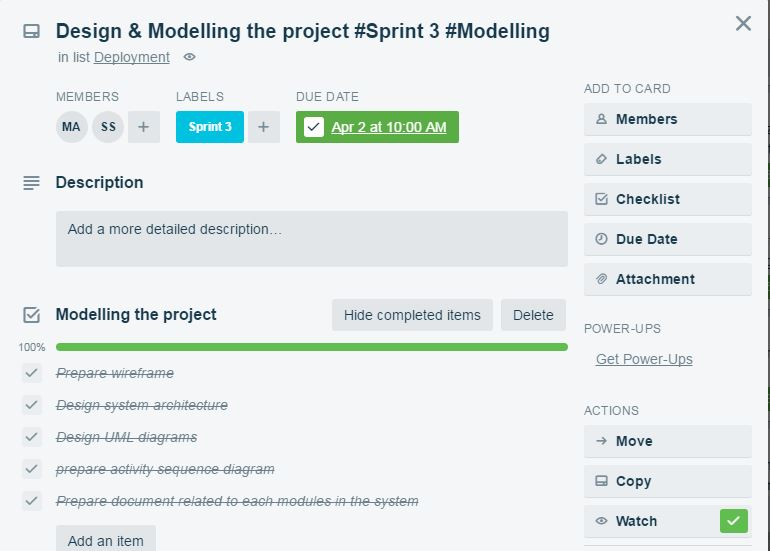 Design & Modelling the project #Sprint 3 #Modelling
in list Deployment
MEMBERS
MA SS
LABELS
Sprint 3
DUE DATE
Apr 2 at 10:00 AM
Description
Add a more detailed description…
Modelling the project
Hide completed items
Delete
100%
Prepare wireframe
Design system architecture
Design UML diagrams
prepare activity sequence diagram
Prepare document related to each modules in the system
Add an item
ADD TO CARD
Members
Labels
Checklist
Due Date
Attachment
POWER-UPS
Get Power-Ups
ACTIONS
Move
Copy
Watch